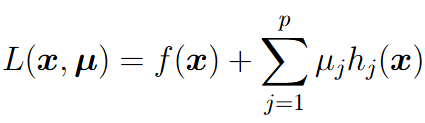 L(𝒙, 𝝁) = f(𝒙) + ∑_{j=1}^{p} μ_j h_j(𝒙)